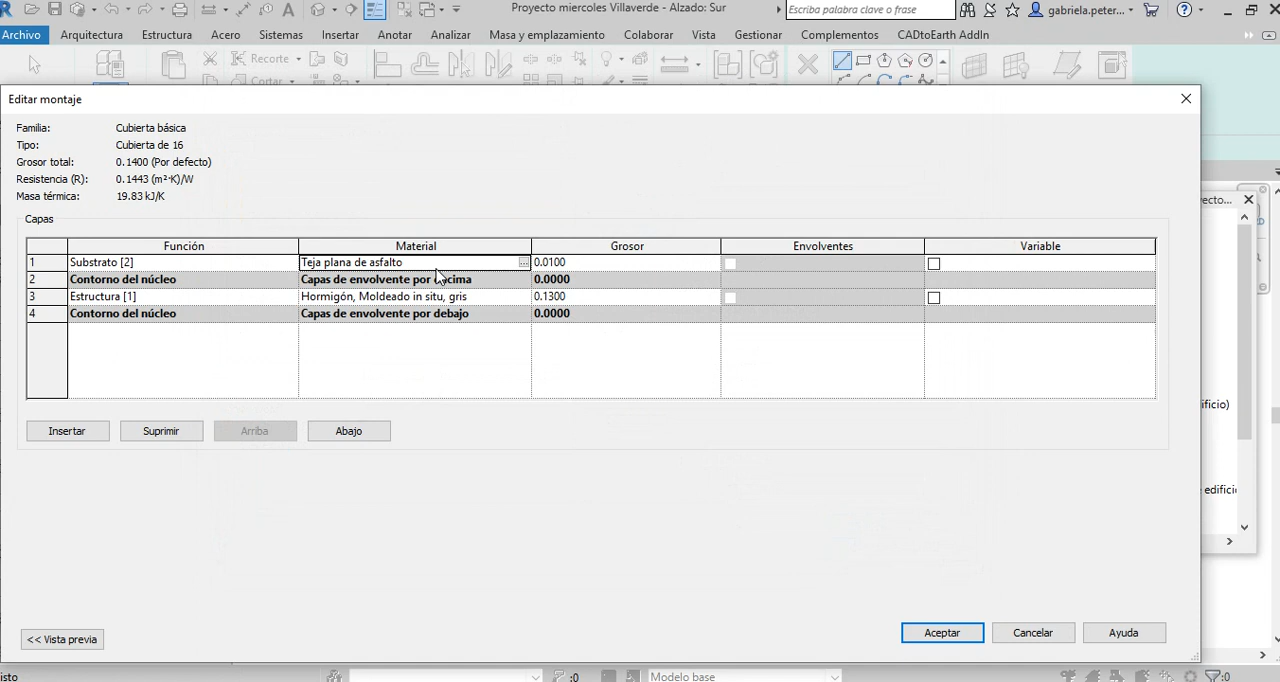 Proyecto miercoles Villaverde - Alzado: Sur
Escriba palabra clave o frase
gabriela.peter...
Archivo Arquitectura Estructura Acero Sistemas Insertar Anotar Analizar Masa y emplazamiento Colaborar Vista Gestionar Complementos CADtoEarth AddIn
Recorte
Cortar
Editar montaje
Familia: Cubierta básica
Tipo: Cubierta de 16
Grosor total: 0.1400 (Por defecto)
Resistencia (R): 0.1443 (m²·K)/W
Masa térmica: 19.83 kJ/K
Capas
Función Material Grosor Envolventes Variable
1 Substrato [2] Teja plana de asfalto 0.0100
2 Contorno del núcleo Capas de envolvente por encima 0.0000
3 Estructura [1] Hormigón, Moldeado in situ, gris 0.1300
4 Contorno del núcleo Capas de envolvente por debajo 0.0000
Insertar Suprimir Arriba Abajo
<< Vista previa
Aceptar Cancelar Ayuda
ecto...
ificio)
edifici
isto
:0
Modelo base
:0